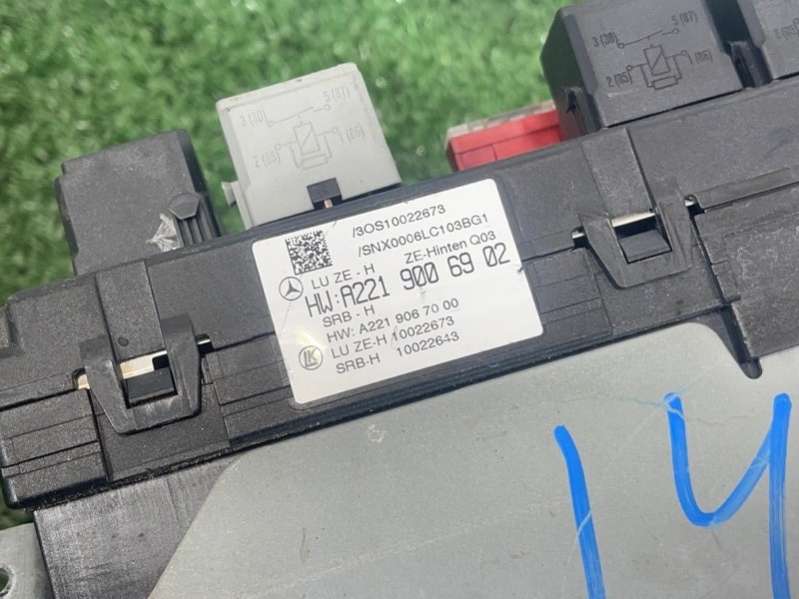 3 (30) 5 (87)
2 (85) (86)
3 (30) 5 (87)
2 (85) (86)
/3OS10022673
/SNX0006LC103BG1
LU ZE - H ZE-Hinten Q03
HW: A221 900 69 02
SRB - H
HW: A221 906 70 00
LU ZE-H 10022673
SRB-H 10022643
LK
14